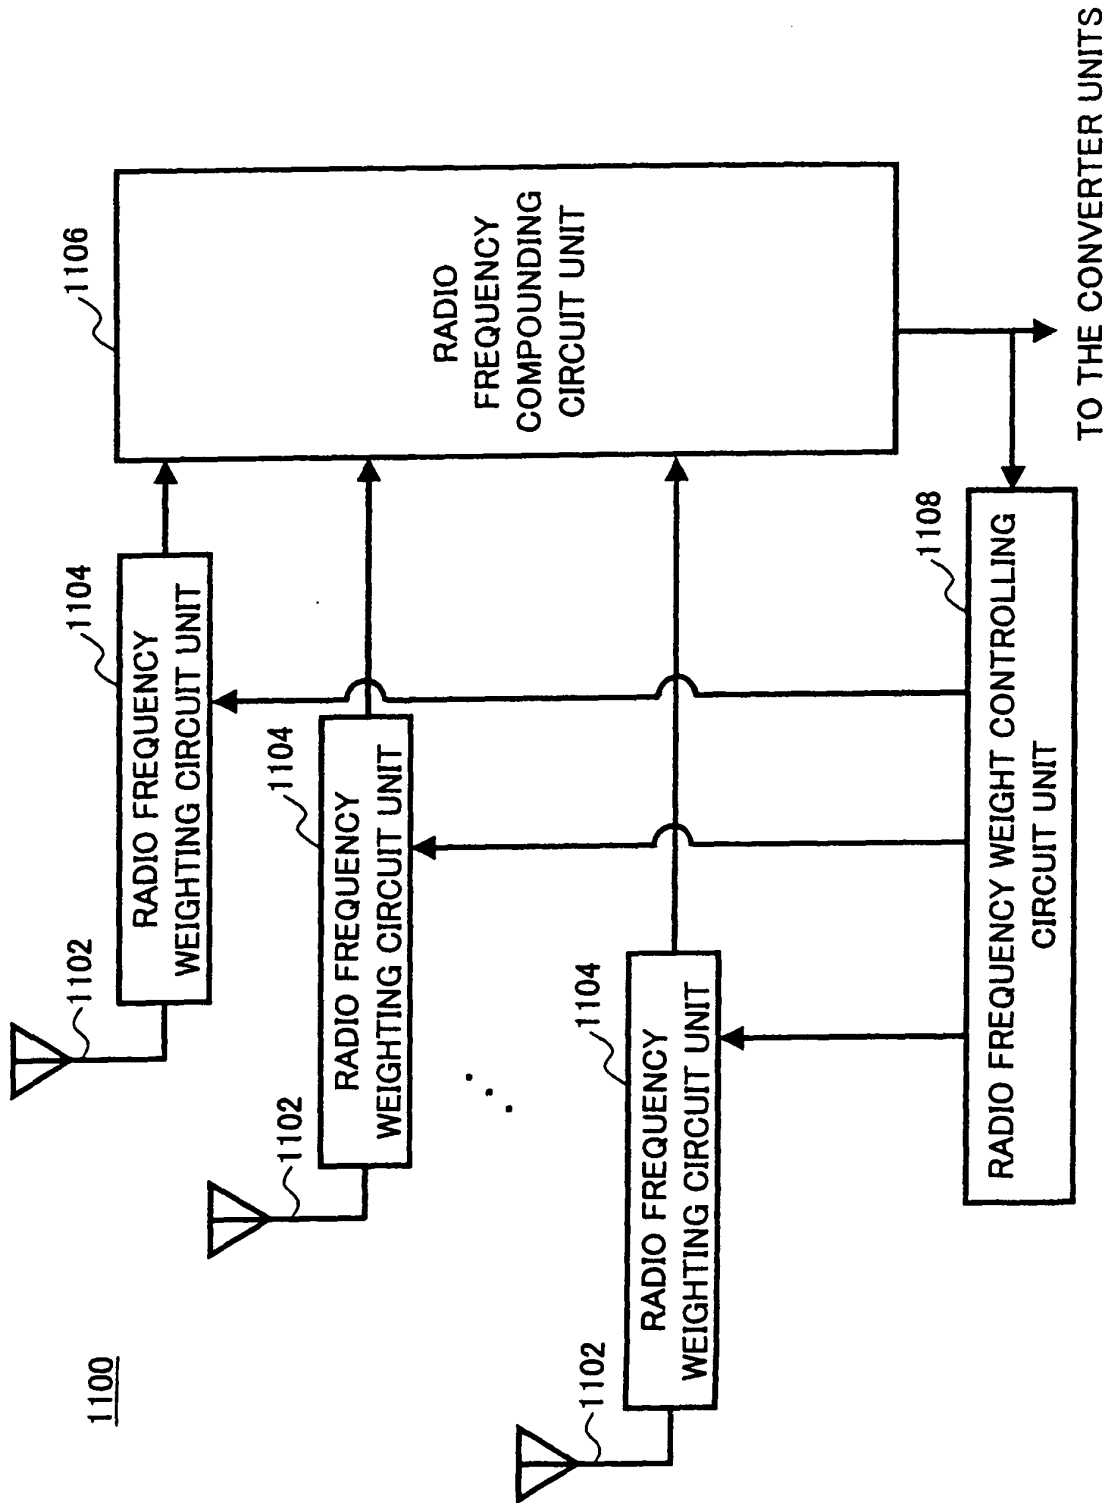 1100
1102
1104
RADIO FREQUENCY
WEIGHTING CIRCUIT UNIT
1106
RADIO
FREQUENCY
COMPOUNDING
CIRCUIT UNIT
1102
1104
RADIO FREQUENCY
WEIGHTING CIRCUIT UNIT
1102
1104
RADIO FREQUENCY
WEIGHTING CIRCUIT UNIT
1108
RADIO FREQUENCY WEIGHT CONTROLLING
CIRCUIT UNIT
TO THE CONVERTER UNITS